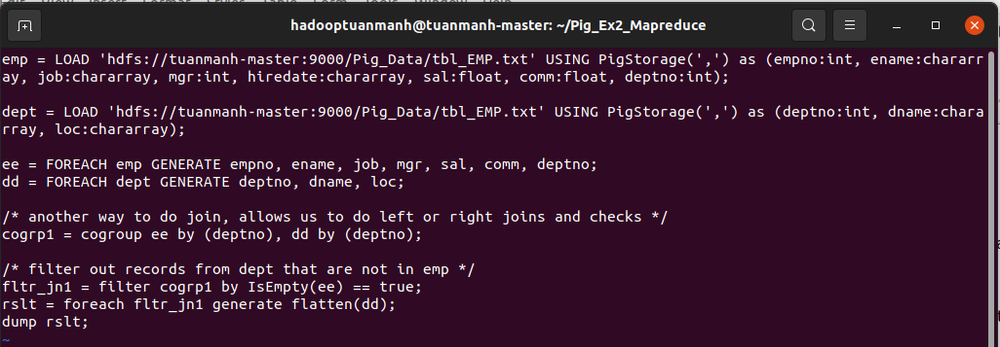 hadooptuanmanh@tuanmanh-master: ~/Pig_Ex2_Mapreduce
emp = LOAD 'hdfs://tuanmanh-master:9000/Pig_Data/tbl_EMP.txt' USING PigStorage(',') as (empno:int, ename:charar
ay, job:chararray, mgr:int, hiredate:chararray, sal:float, comm:float, deptno:int);
dept = LOAD 'hdfs://tuanmanh-master:9000/Pig_Data/tbl_EMP.txt' USING PigStorage(',') as (deptno:int, dname:chara
rray, loc:chararray);
ee = FOREACH emp GENERATE empno, ename, job, mgr, sal, comm, deptno;
dd = FOREACH dept GENERATE deptno, dname, loc;
/* another way to do join, allows us to do left or right joins and checks */
cogrp1 = cogroup ee by (deptno), dd by (deptno);
/* filter out records from dept that are not in emp */
fltr_jn1 = filter cogrp1 by IsEmpty(ee) == true;
rslt = foreach fltr_jn1 generate flatten(dd);
dump rslt;
~